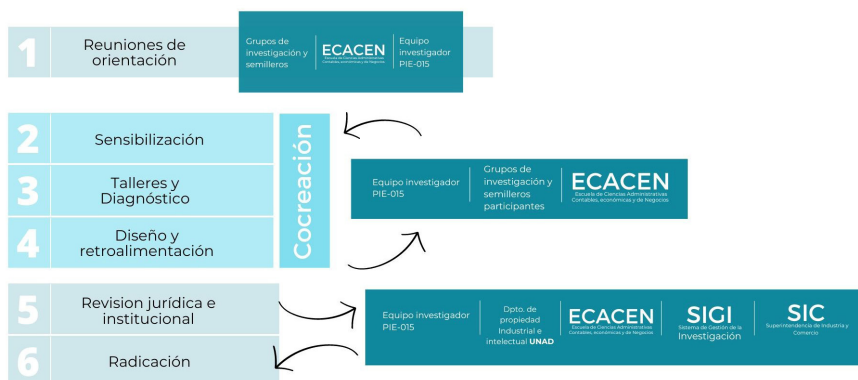 1
Reuniones de
orientación
Grupos de
investigación y
semilleros
ECACEN
Escuela de Ciencias Administrativas
Contables, económicas y de Negocios
Equipo
investigador
PIE-015
2
Sensibilización
3
Talleres y
Diagnóstico
4
Diseño y
retroalimentación
Cocreación
Equipo investigador
PIE-015
Grupos de
investigación y
semilleros
participantes
ECACEN
Escuela de Ciencias Administrativas
Contables, económicas y de Negocios
5
Revision jurídica e
institucional
6
Radicación
Equipo investigador
PIE-015
Dpto. de
propiedad
Industrial e
intelectual UNAD
ECACEN
Escuela de Ciencias Administrativas
Contables, económicas y de Negocios
SIGI
Sistema de Gestión de la
Investigación
SIC
Superintendencia de Industria y
Comercio